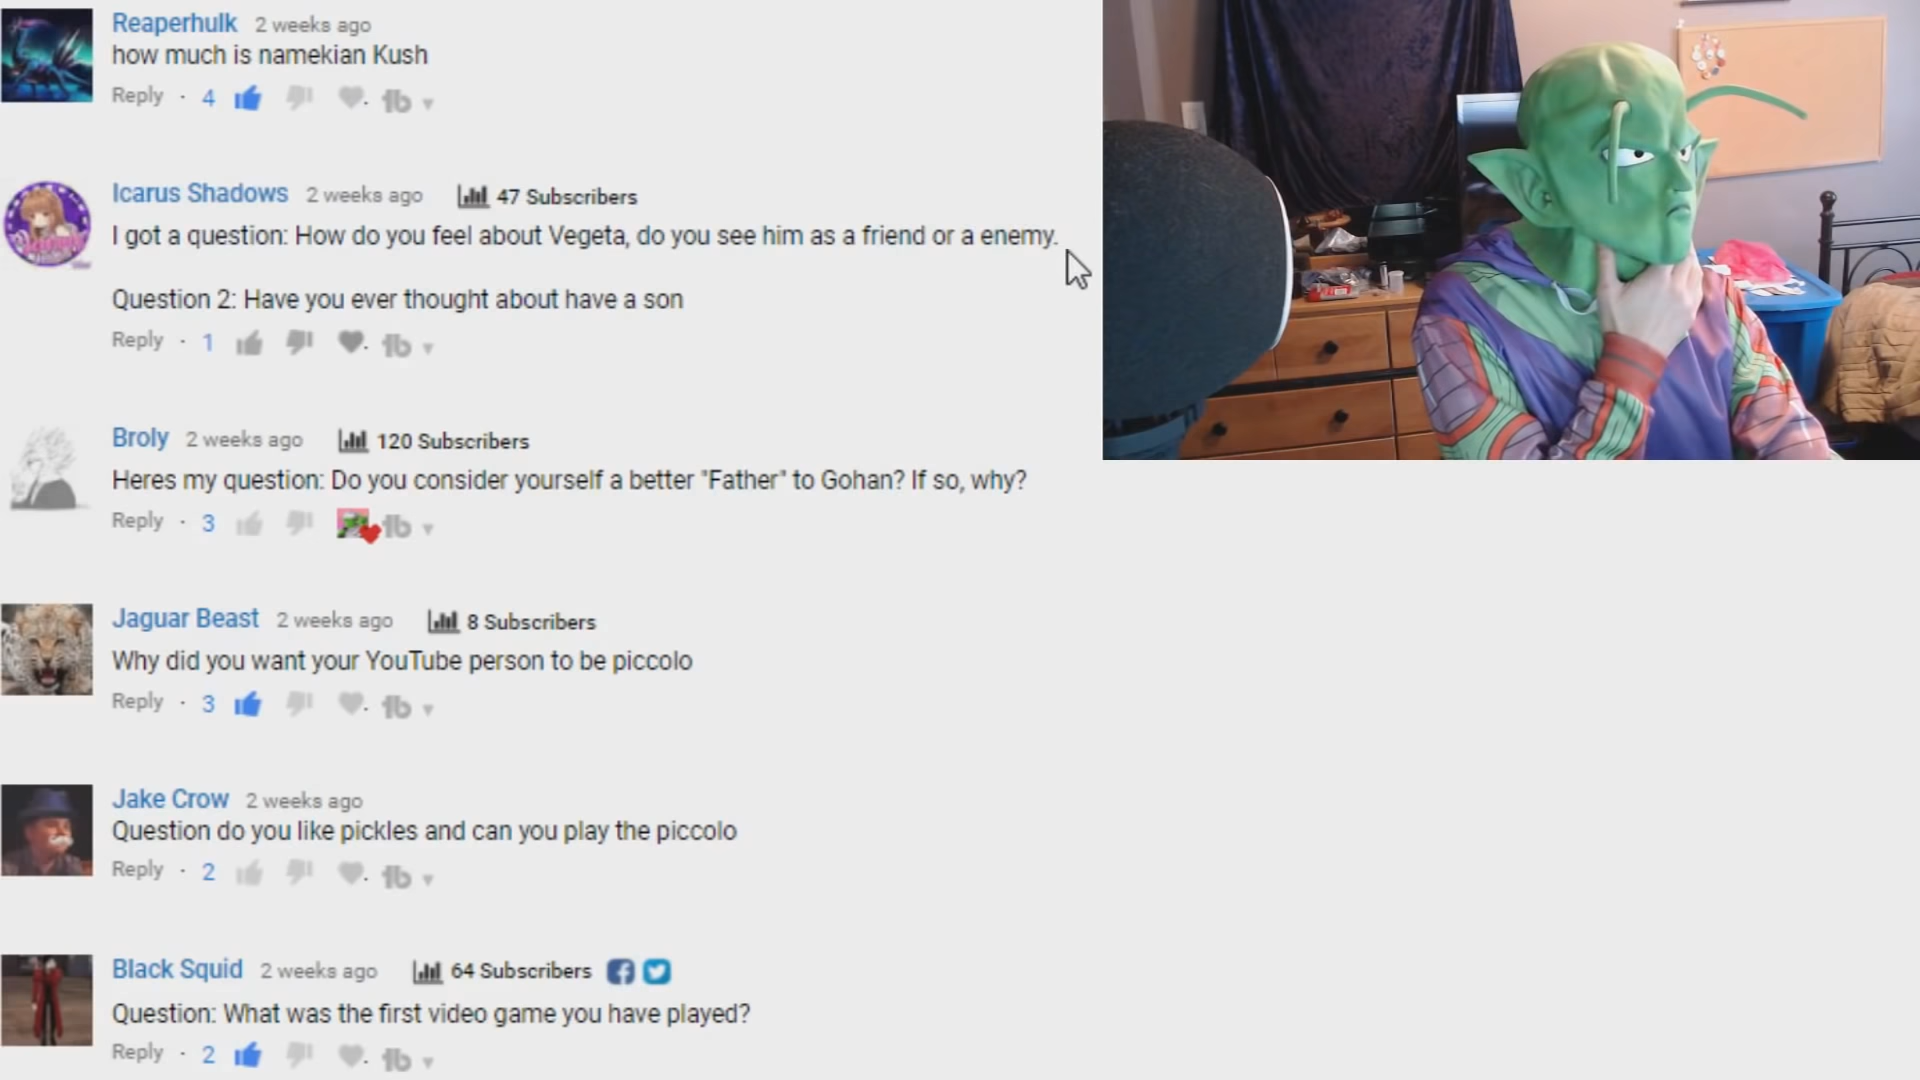 Reaperhulk 2 weeks ago
how much is namekian Kush
Reply · 4
Icarus Shadows 2 weeks ago 47 Subscribers
I got a question: How do you feel about Vegeta, do you see him as a friend or a enemy.
Question 2: Have you ever thought about have a son
Reply · 1
Broly 2 weeks ago 120 Subscribers
Heres my question: Do you consider yourself a better "Father" to Gohan? If so, why?
Reply · 3
Jaguar Beast 2 weeks ago 8 Subscribers
Why did you want your YouTube person to be piccolo
Reply · 3
Jake Crow 2 weeks ago
Question do you like pickles and can you play the piccolo
Reply · 2
Black Squid 2 weeks ago 64 Subscribers
Question: What was the first video game you have played?
Reply · 2